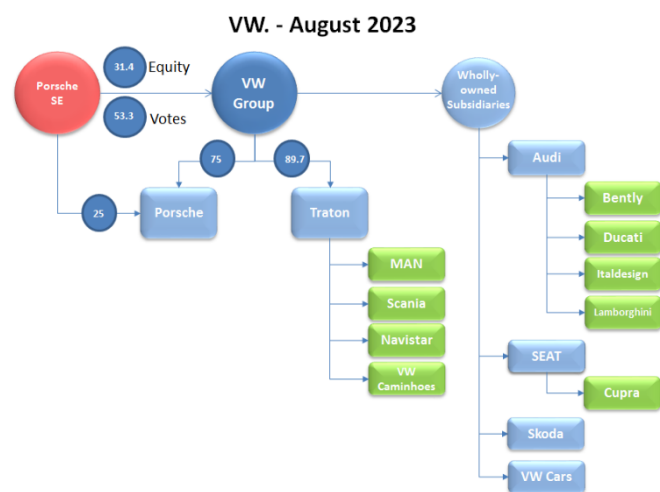 VW. - August 2023
31.4
Equity
Porsche
SE
53.3
Votes
VW
Group
Wholly-
owned
Subsidiaries
75
89.7
25
Porsche
Traton
MAN
Scania
Navistar
VW
Caminhoes
Audi
Bently
Ducati
Italdesign
Lamborghini
SEAT
Cupra
Skoda
VW Cars